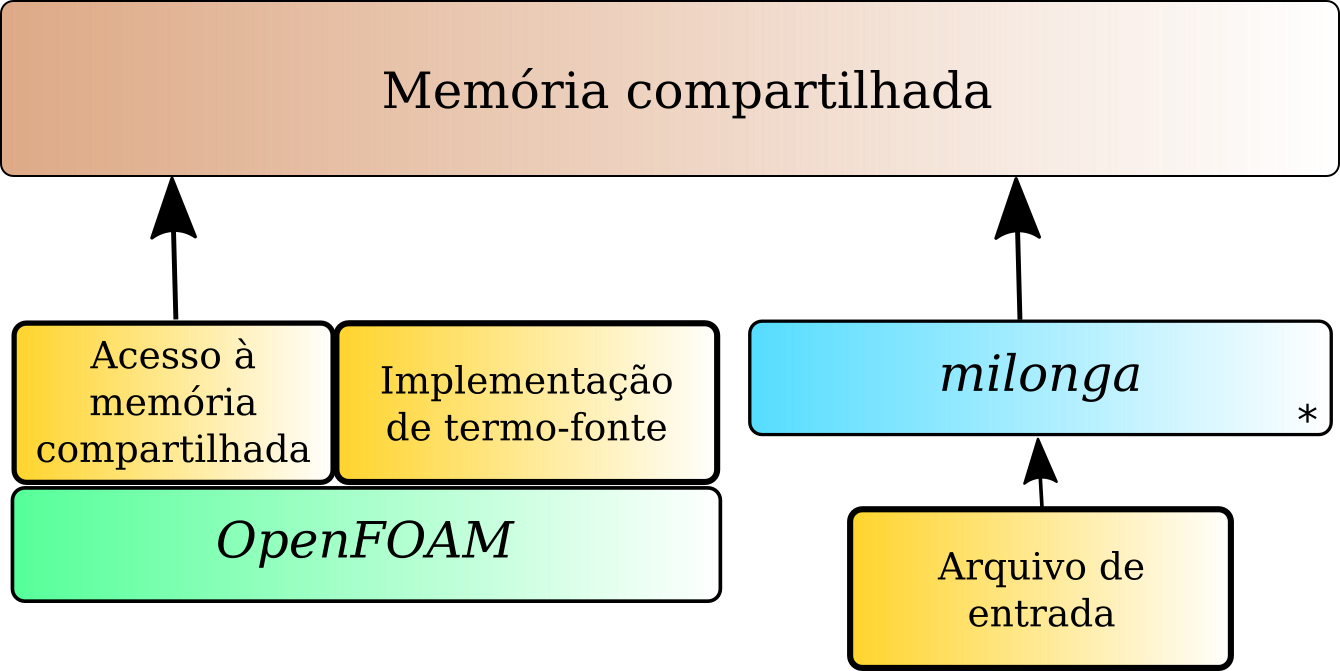 Memória compartilhada
Acesso à
memória
compartilhada
Implementação
de termo-fonte
OpenFOAM
milonga
*
Arquivo de
entrada